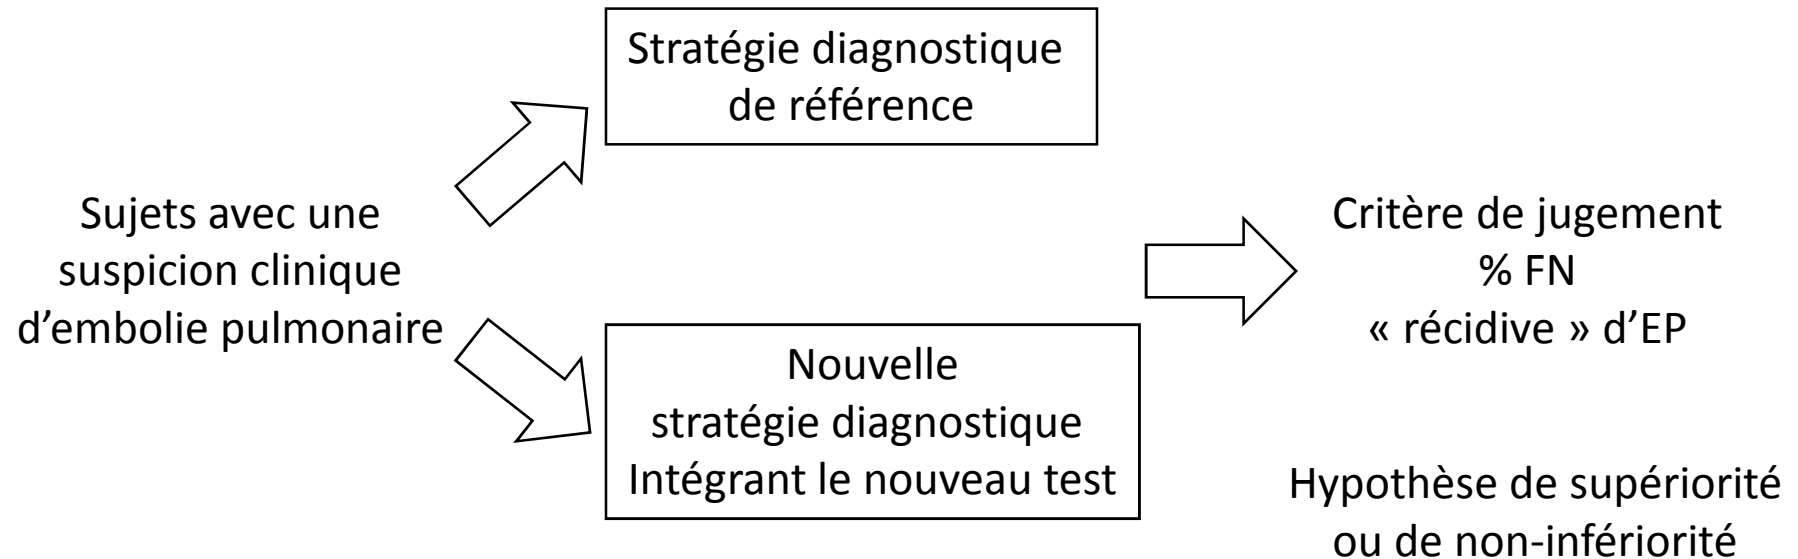 Stratégie diagnostique
de référence
Sujets avec une
suspicion clinique
d’embolie pulmonaire
Nouvelle
stratégie diagnostique
Intégrant le nouveau test
Critère de jugement
% FN
« récidive » d’EP
Hypothèse de supériorité
ou de non-infériorité